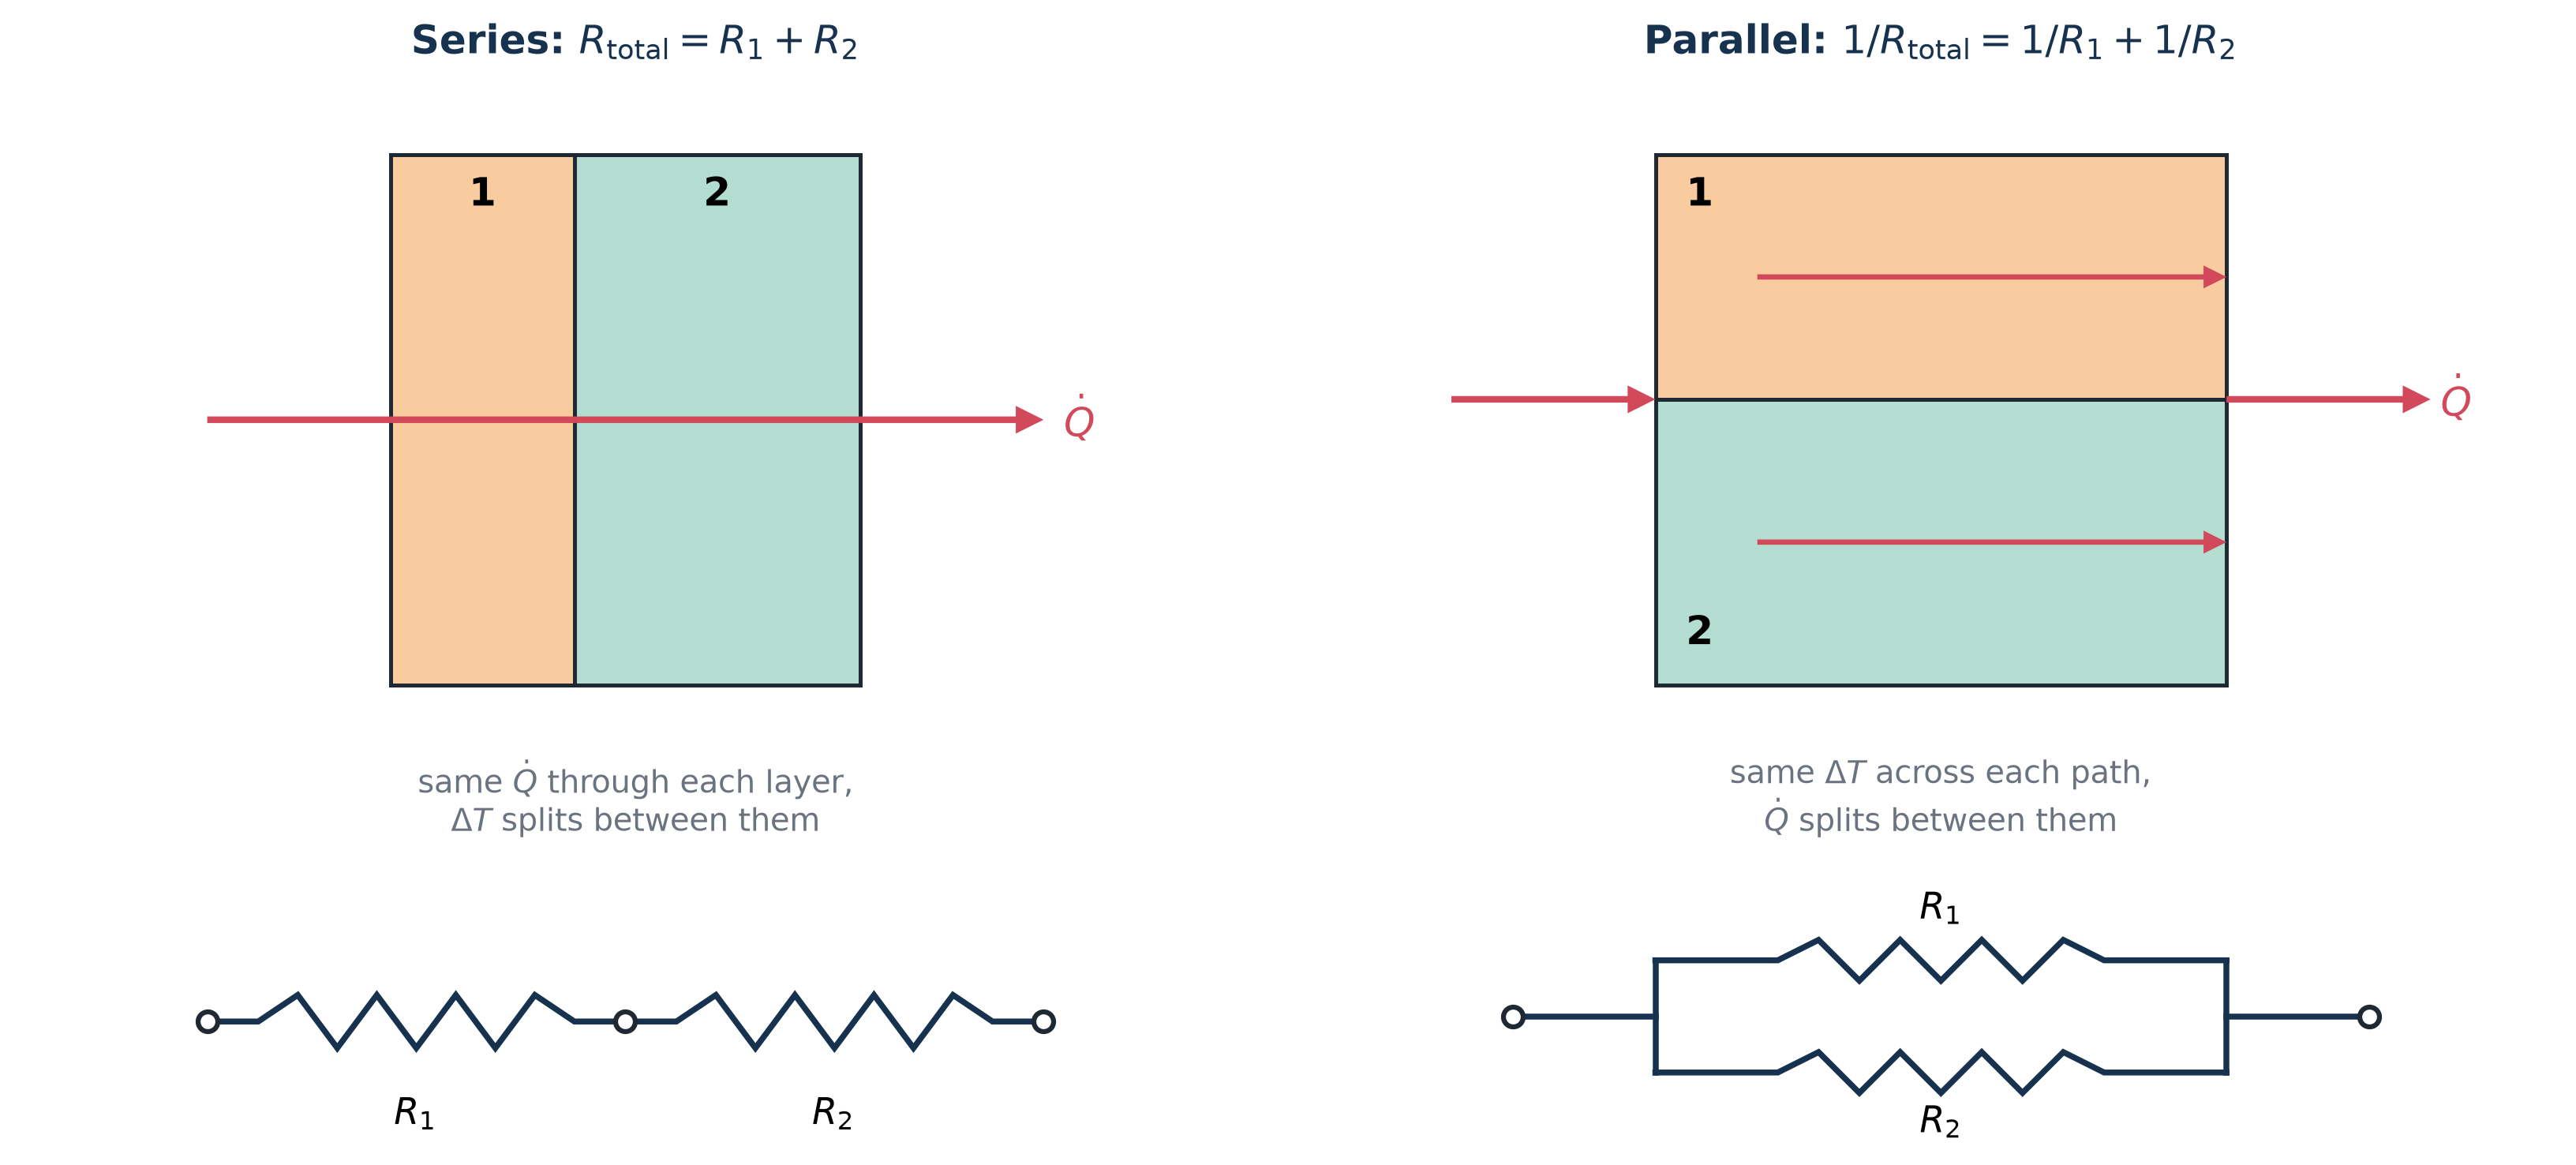 Series: R_total = R_1 + R_2
1
2
Q̇
same Q̇ through each layer,
ΔT splits between them
R_1
R_2
Parallel: 1/R_total = 1/R_1 + 1/R_2
1
2
Q̇
same ΔT across each path,
Q̇ splits between them
R_1
R_2